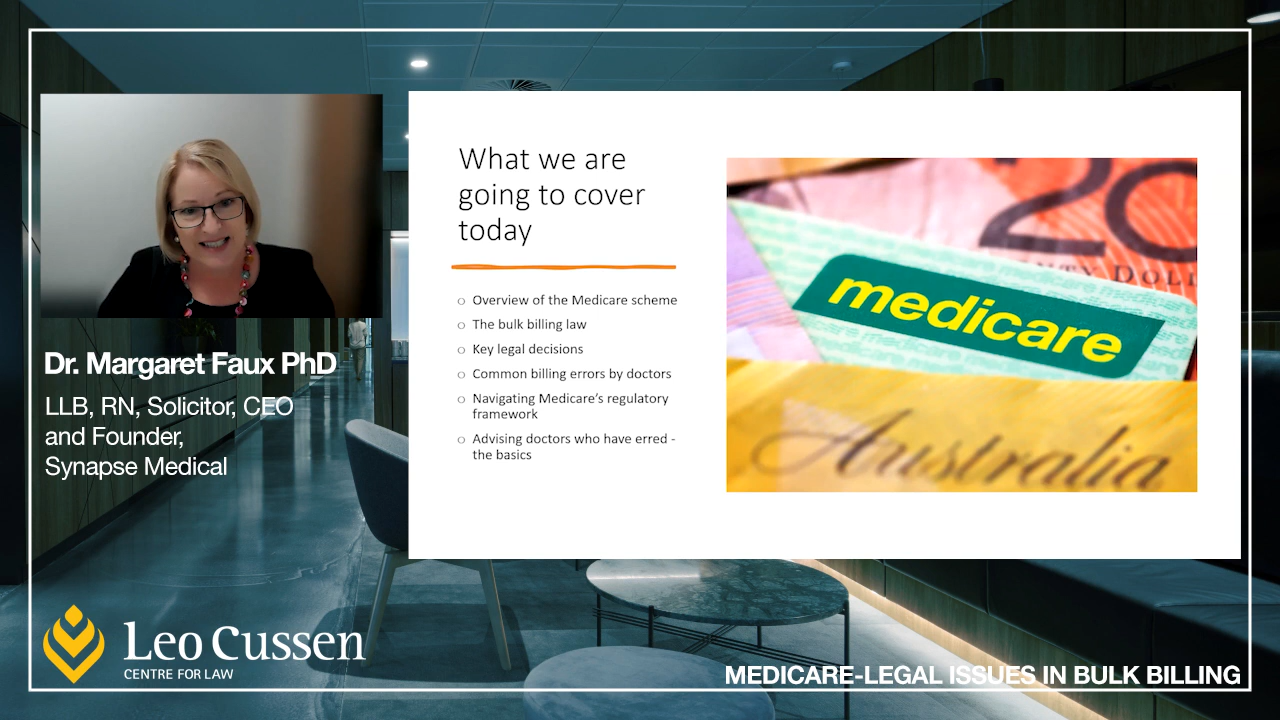 What we are
going to cover
today
o Overview of the Medicare scheme
o The bulk billing law
o Key legal decisions
o Common billing errors by doctors
o Navigating Medicare's regulatory
framework
o Advising doctors who have erred -
the basics
20
TY DOLL
medicare
Australia
Dr. Margaret Faux PhD
LLB, RN, Solicitor, CEO
and Founder,
Synapse Medical
Leo Cussen
CENTRE FOR LAW
MEDICARE-LEGAL ISSUES IN BULK BILLING